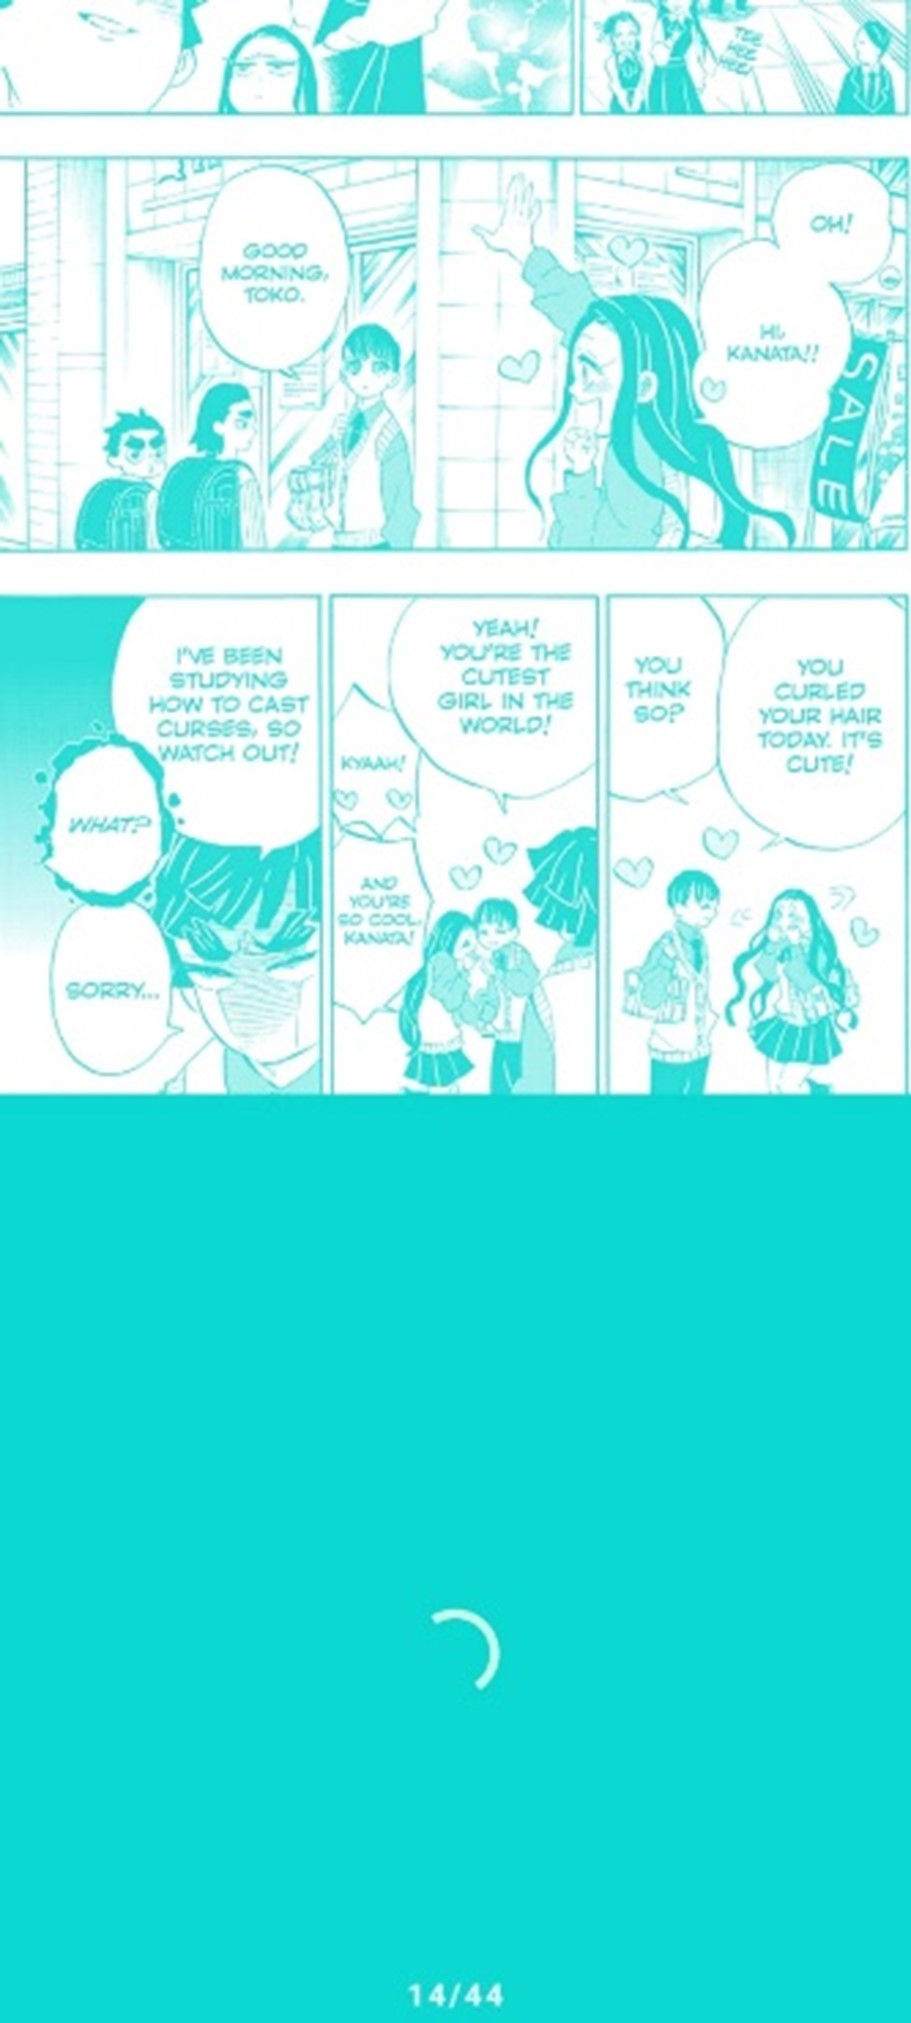 OH!
HI,
KANATA!!
SALE
GOOD
MORNING,
TOKO.
YOU
CURLED
YOUR HAIR
TODAY. IT'S
CUTE!
YOU
THINK
SO?
YEAH!
YOU'RE THE
CUTEST
GIRL IN THE
WORLD!
KYAAH!
AND
YOU'RE
SO COOL,
KANATA!
I'VE BEEN
STUDYING
HOW TO CAST
CURSES, SO
WATCH OUT!
WHAT?
SORRY...
14/44